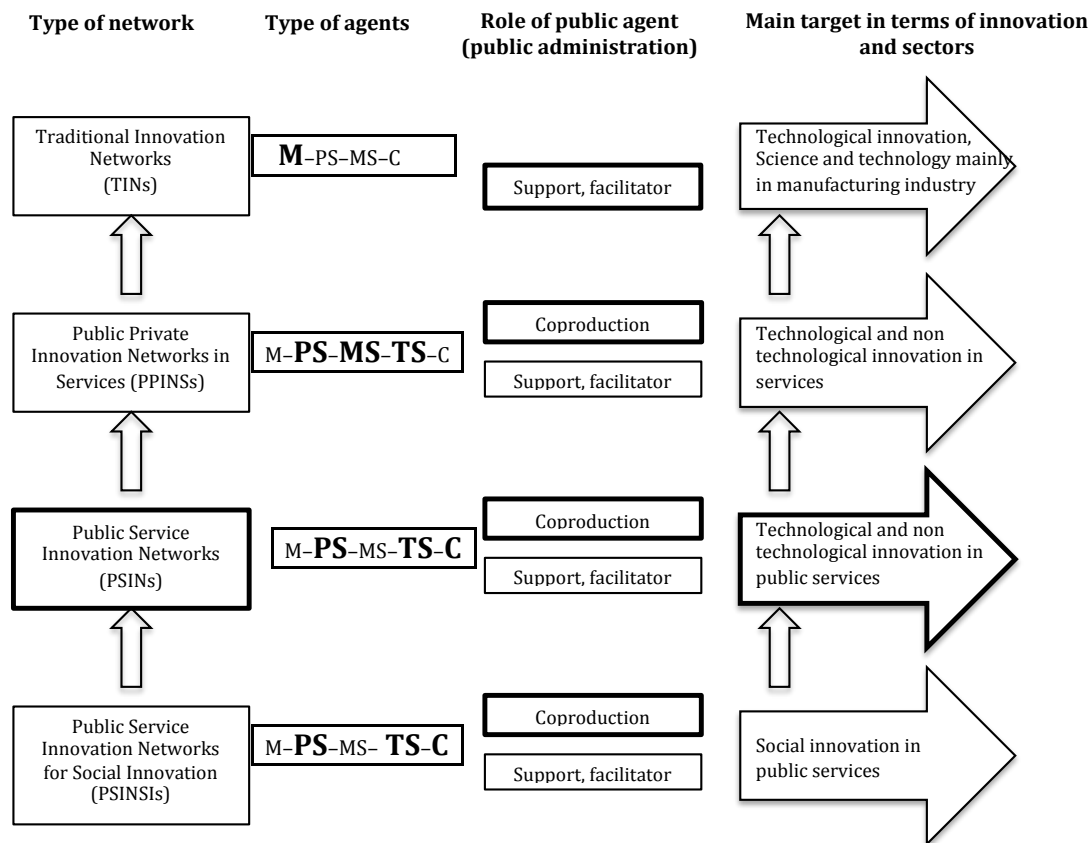 Type of network
Type of agents
Role of public agent
(public administration)
Main target in terms of innovation
and sectors
Traditional Innovation
Networks
(TINs)
M–PS–MS–C
Support, facilitator
Technological innovation,
Science and technology mainly
in manufacturing industry
Public Private
Innovation Networks in
Services (PPINSs)
M–PS–MS–TS–C
Coproduction
Support, facilitator
Technological and non
technological innovation in
services
Public Service
Innovation Networks
(PSINs)
M–PS–MS–TS–C
Coproduction
Support, facilitator
Technological and non
technological innovation in
public services
Public Service
Innovation Networks
for Social Innovation
(PSINSIs)
M–PS–MS– TS–C
Coproduction
Support, facilitator
Social innovation in
public services